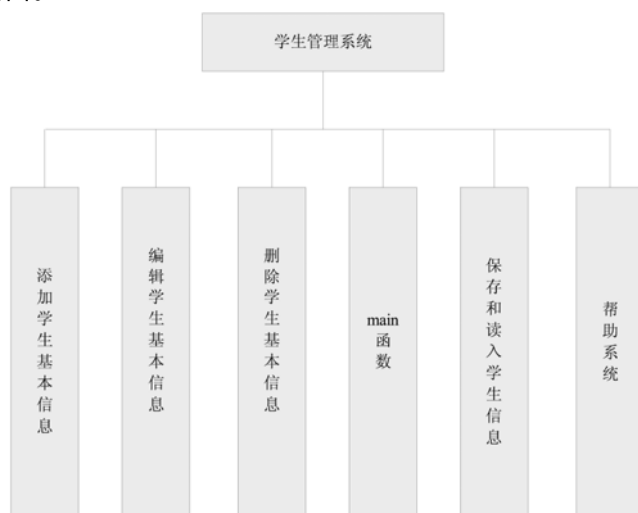 学生管理系统
添加学生基本信息
编辑学生基本信息
删除学生基本信息
main函数
保存和读入学生信息
帮助系统